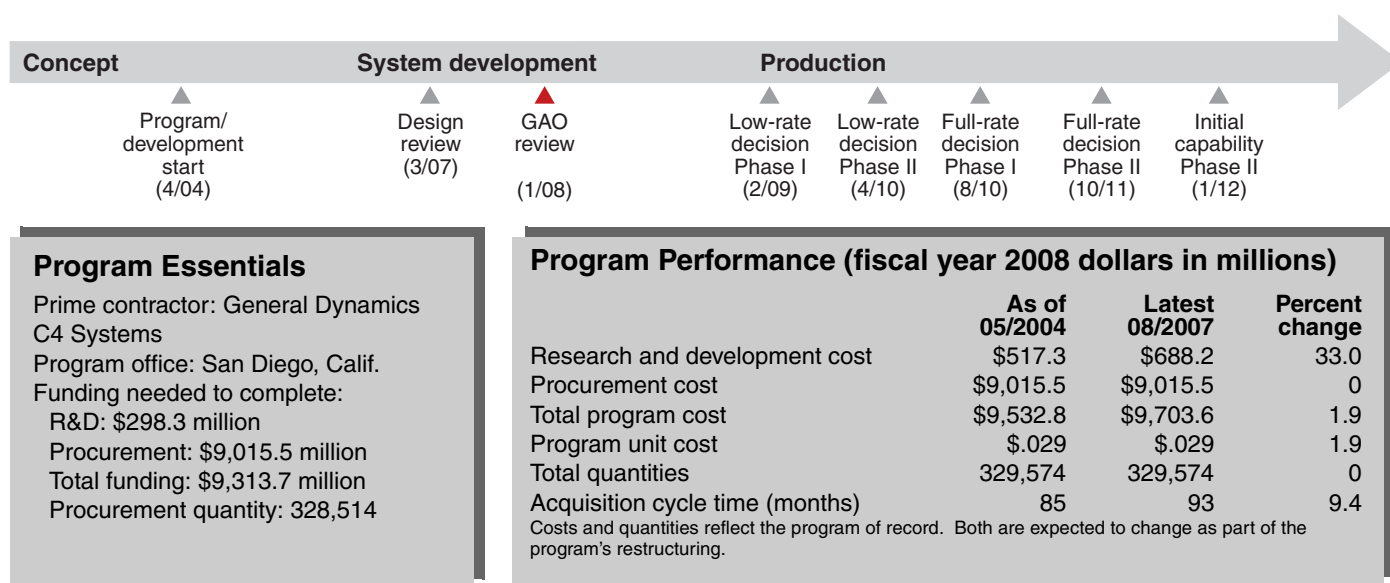 Concept
System development
Production
Program/
development
start
(4/04)
Design
review
(3/07)
GAO
review
(1/08)
Low-rate
decision
Phase I
(2/09)
Low-rate
decision
Phase II
(4/10)
Full-rate
decision
Phase I
(8/10)
Full-rate
decision
Phase II
(10/11)
Initial
capability
Phase II
(1/12)
Program Essentials
Prime contractor: General Dynamics
C4 Systems
Program office: San Diego, Calif.
Funding needed to complete:
R&D: $298.3 million
Procurement: $9,015.5 million
Total funding: $9,313.7 million
Procurement quantity: 328,514
Program Performance (fiscal year 2008 dollars in millions)
As of Latest Percent
05/2004 08/2007 change
Research and development cost $517.3 $688.2 33.0
Procurement cost $9,015.5 $9,015.5 0
Total program cost $9,532.8 $9,703.6 1.9
Program unit cost $.029 $.029 1.9
Total quantities 329,574 329,574 0
Acquisition cycle time (months) 85 93 9.4
Costs and quantities reflect the program of record. Both are expected to change as part of the
program's restructuring.